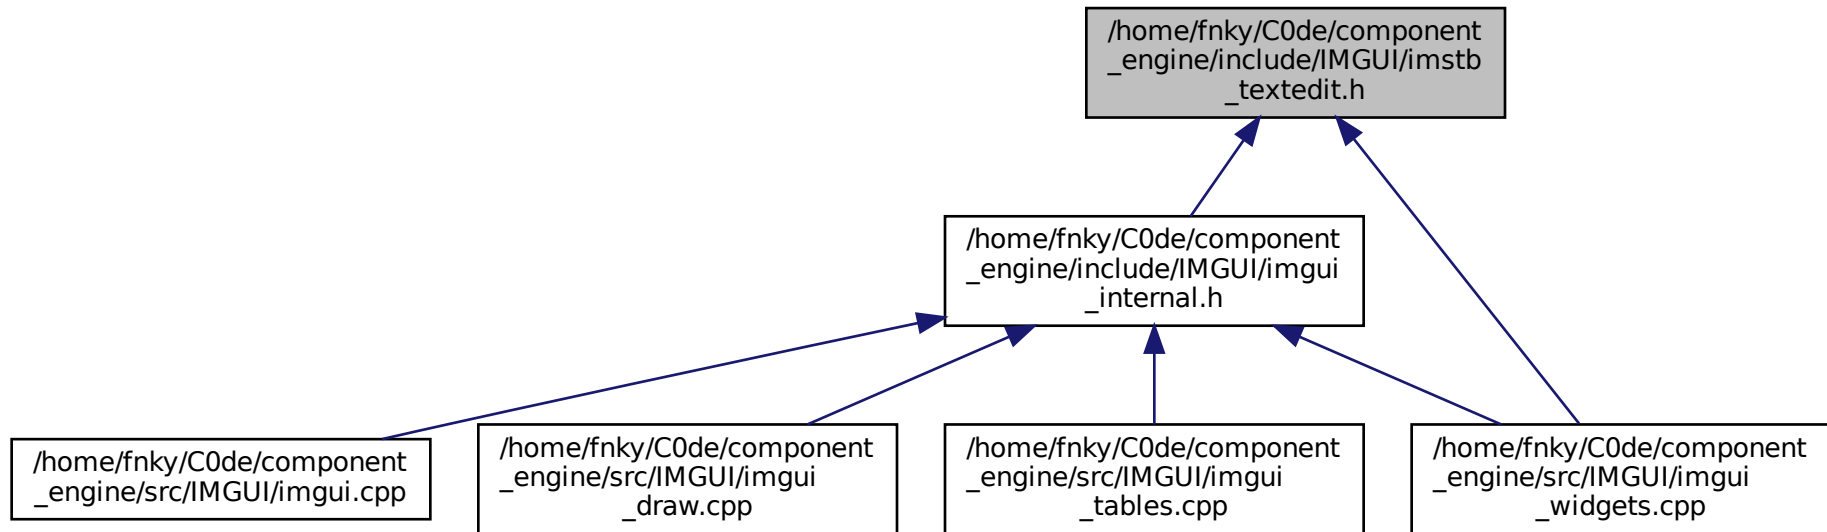 /home/fnky/C0de/component
_engine/include/IMGUI/imstb
_textedit.h
/home/fnky/C0de/component
_engine/include/IMGUI/imgui
_internal.h
/home/fnky/C0de/component
_engine/src/IMGUI/imgui.cpp
/home/fnky/C0de/component
_engine/src/IMGUI/imgui
_draw.cpp
/home/fnky/C0de/component
_engine/src/IMGUI/imgui
_tables.cpp
/home/fnky/C0de/component
_engine/src/IMGUI/imgui
_widgets.cpp